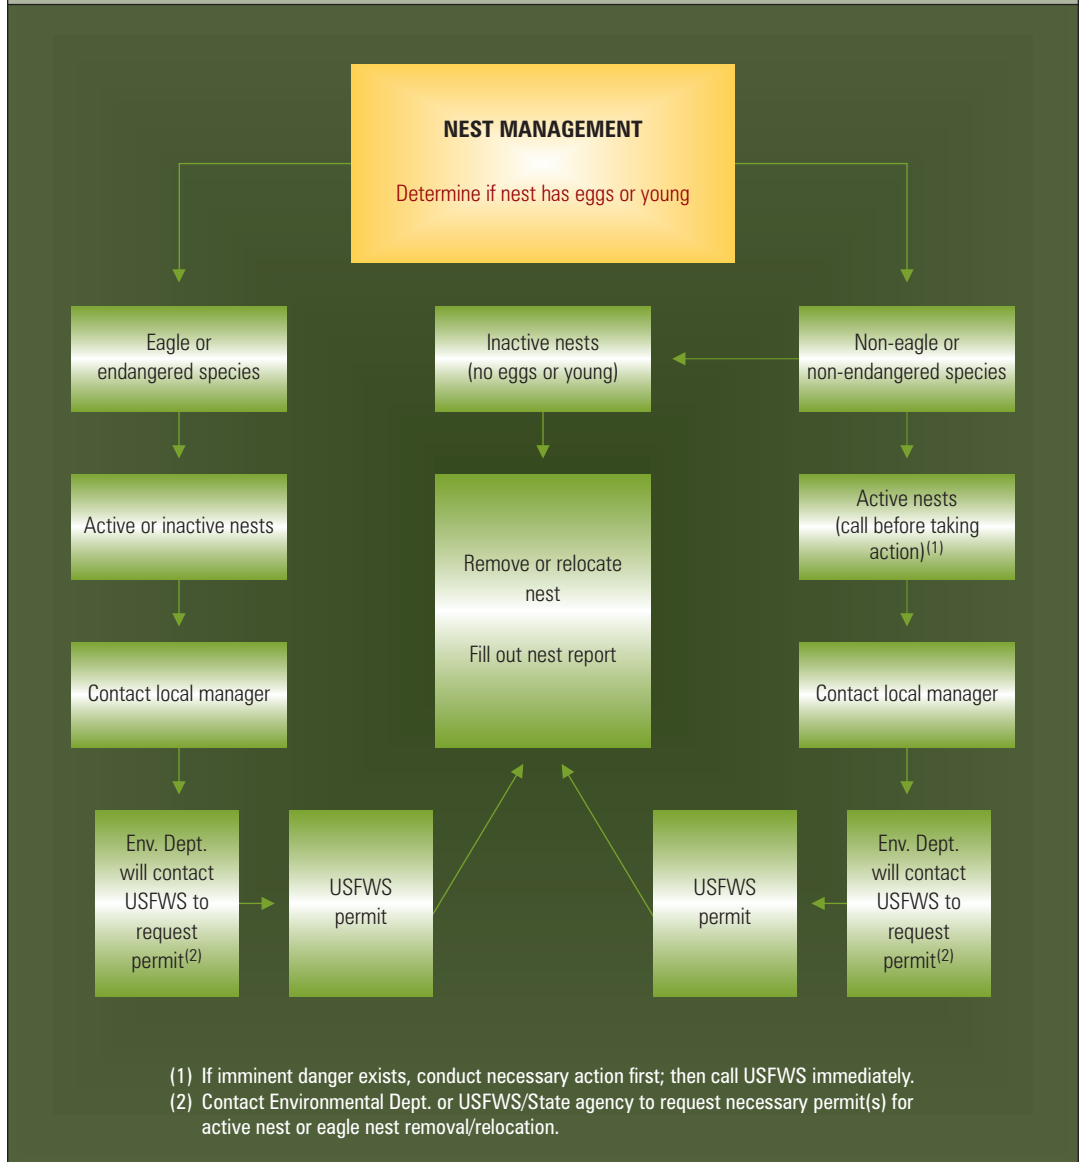 NEST MANAGEMENT
Determine if nest has eggs or young
Eagle or
endangered species
Inactive nests
(no eggs or young)
Non-eagle or
non-endangered species
Active or inactive nests
Remove or relocate
nest
Fill out nest report
Active nests
(call before taking
action)(1)
Contact local manager
Contact local manager
Env. Dept.
will contact
USFWS to
request
permit(2)
USFWS
permit
USFWS
permit
Env. Dept.
will contact
USFWS to
request
permit(2)
(1) If imminent danger exists, conduct necessary action first; then call USFWS immediately.
(2) Contact Environmental Dept. or USFWS/State agency to request necessary permit(s) for
active nest or eagle nest removal/relocation.